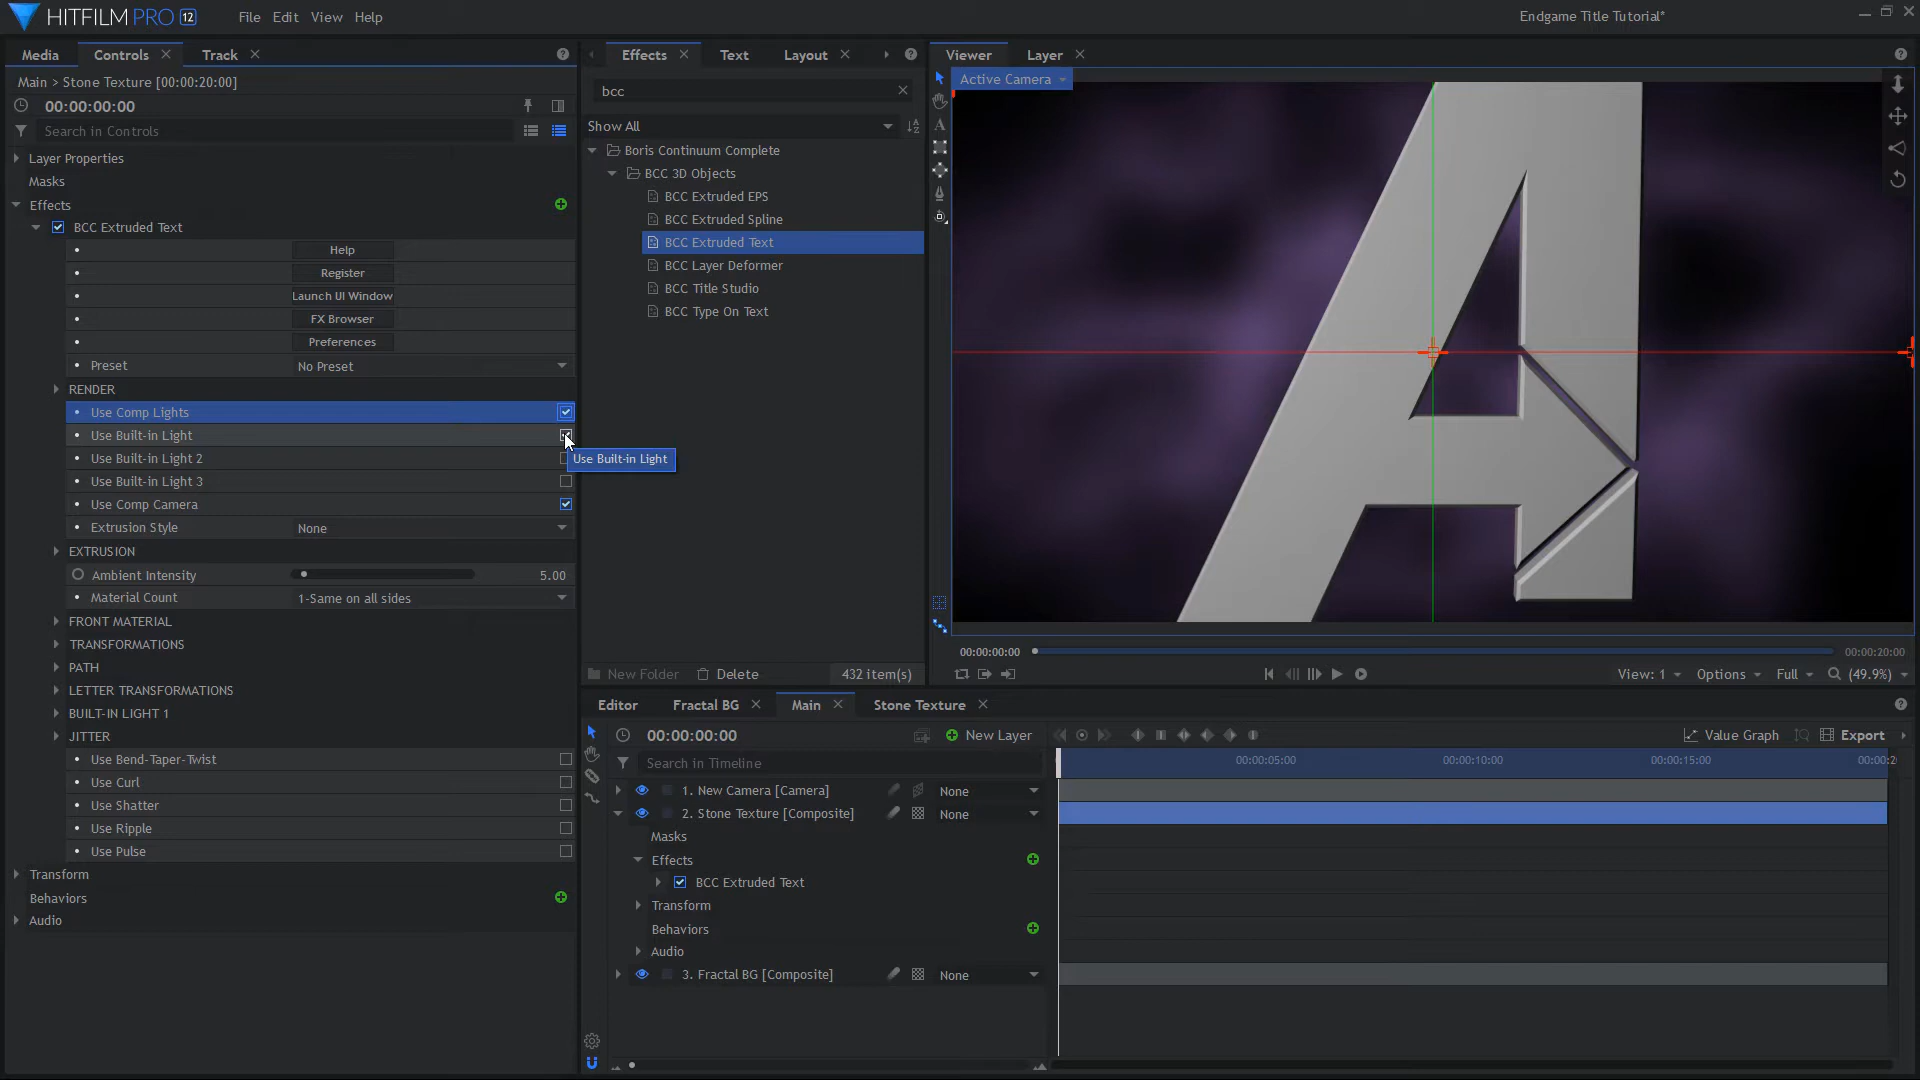 HITFILM PRO 12
File Edit View Help
Endgame Title Tutorial*
Media Controls Track
Main > Stone Texture [00:00:20:00]
00:00:00:00
Search in Controls
Layer Properties
Masks
Effects
BCC Extruded Text
Help
Register
Launch UI Window
FX Browser
Preferences
Preset No Preset
RENDER
Use Comp Lights
Use Built-in Light
Use Built-in Light 2
Use Built-in Light 3
Use Comp Camera
Extrusion Style None
EXTRUSION
Ambient Intensity 5.00
Material Count 1-Same on all sides
FRONT MATERIAL
TRANSFORMATIONS
PATH
LETTER TRANSFORMATIONS
BUILT-IN LIGHT 1
JITTER
Use Bend-Taper-Twist
Use Curl
Use Shatter
Use Ripple
Use Pulse
Transform
Behaviors
Audio
Use Built-in Light
Effects Text Layout
bcc
Show All
Boris Continuum Complete
BCC 3D Objects
BCC Extruded EPS
BCC Extruded Spline
BCC Extruded Text
BCC Layer Deformer
BCC Title Studio
BCC Type On Text
New Folder Delete 432 item(s)
Viewer Layer
Active Camera
A
00:00:00:00 00:00:20:00
View: 1 Options Full (49.9%)
Editor Fractal BG Main Stone Texture
00:00:00:00 New Layer Value Graph Export
Search in Timeline
00:00:05:00 00:00:10:00 00:00:15:00 00:00:2
1. New Camera [Camera] None
2. Stone Texture [Composite] None
Masks
Effects
BCC Extruded Text
Transform
Behaviors
Audio
3. Fractal BG [Composite] None